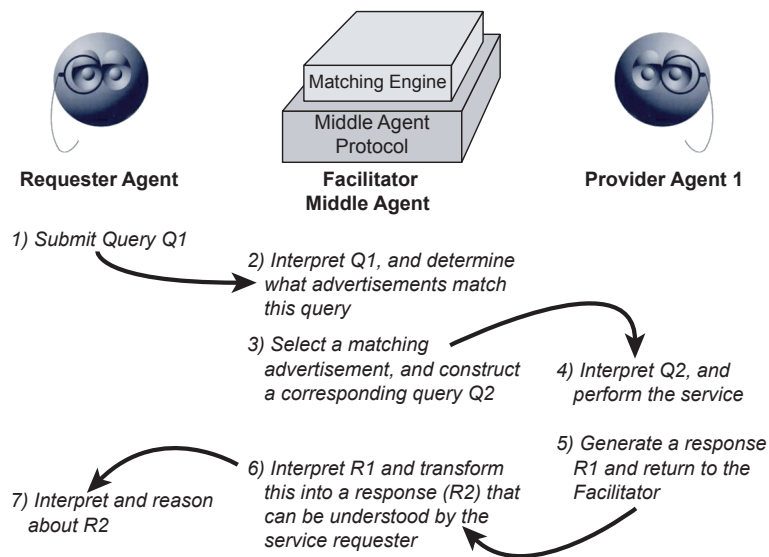 Matching Engine
Middle Agent
Protocol
Requester Agent
Facilitator
Middle Agent
Provider Agent 1
1) Submit Query Q1
2) Interpret Q1, and determine
what advertisements match
this query
3) Select a matching
advertisement, and construct
a corresponding query Q2
4) Interpret Q2, and
perform the service
5) Generate a response
R1 and return to the
Facilitator
6) Interpret R1 and transform
this into a response (R2) that
can be understood by the
service requester
7) Interpret and reason
about R2